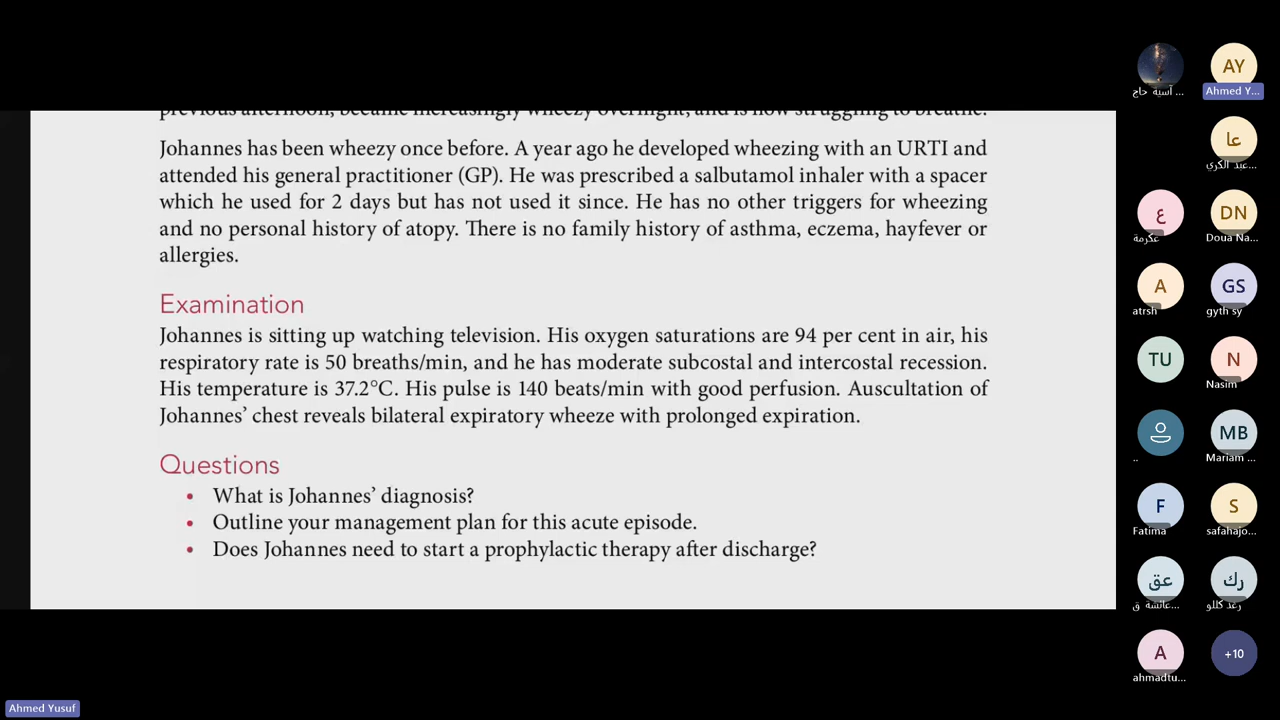 previous afternoon, became increasingly wheezy overnight, and is now struggling to breathe.
Johannes has been wheezy once before. A year ago he developed wheezing with an URTI and
attended his general practitioner (GP). He was prescribed a salbutamol inhaler with a spacer
which he used for 2 days but has not used it since. He has no other triggers for wheezing
and no personal history of atopy. There is no family history of asthma, eczema, hayfever or
allergies.
Examination
Johannes is sitting up watching television. His oxygen saturations are 94 per cent in air, his
respiratory rate is 50 breaths/min, and he has moderate subcostal and intercostal recession.
His temperature is 37.2°C. His pulse is 140 beats/min with good perfusion. Auscultation of
Johannes’ chest reveals bilateral expiratory wheeze with prolonged expiration.
Questions
• What is Johannes’ diagnosis?
• Outline your management plan for this acute episode.
• Does Johannes need to start a prophylactic therapy after discharge?
آسية حاج ...
AY
Ahmed Y...
عا
عبد الكري...
ع
عكرمة
DN
Doua Na...
A
atrsh
GS
gyth sy
TU
N
Nasim
..
MB
Mariam ...
F
Fatima
S
safahajo...
عق
عائشة ق...
رك
رغد كللو
A
ahmadtu...
+10
Ahmed Yusuf